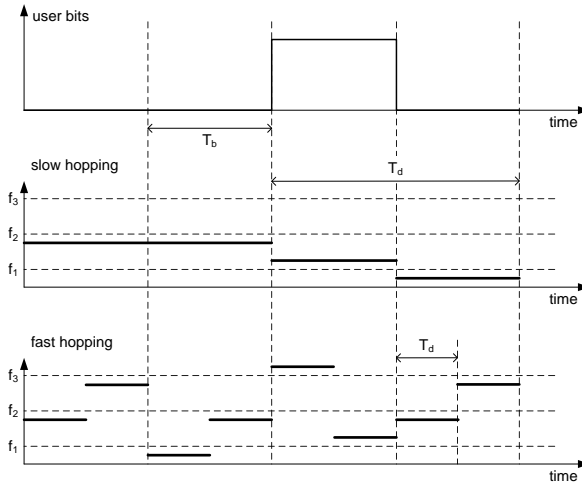 user bits
time
T_b
slow hopping
T_d
f_3
f_2
f_1
time
fast hopping
T_d
f_3
f_2
f_1
time